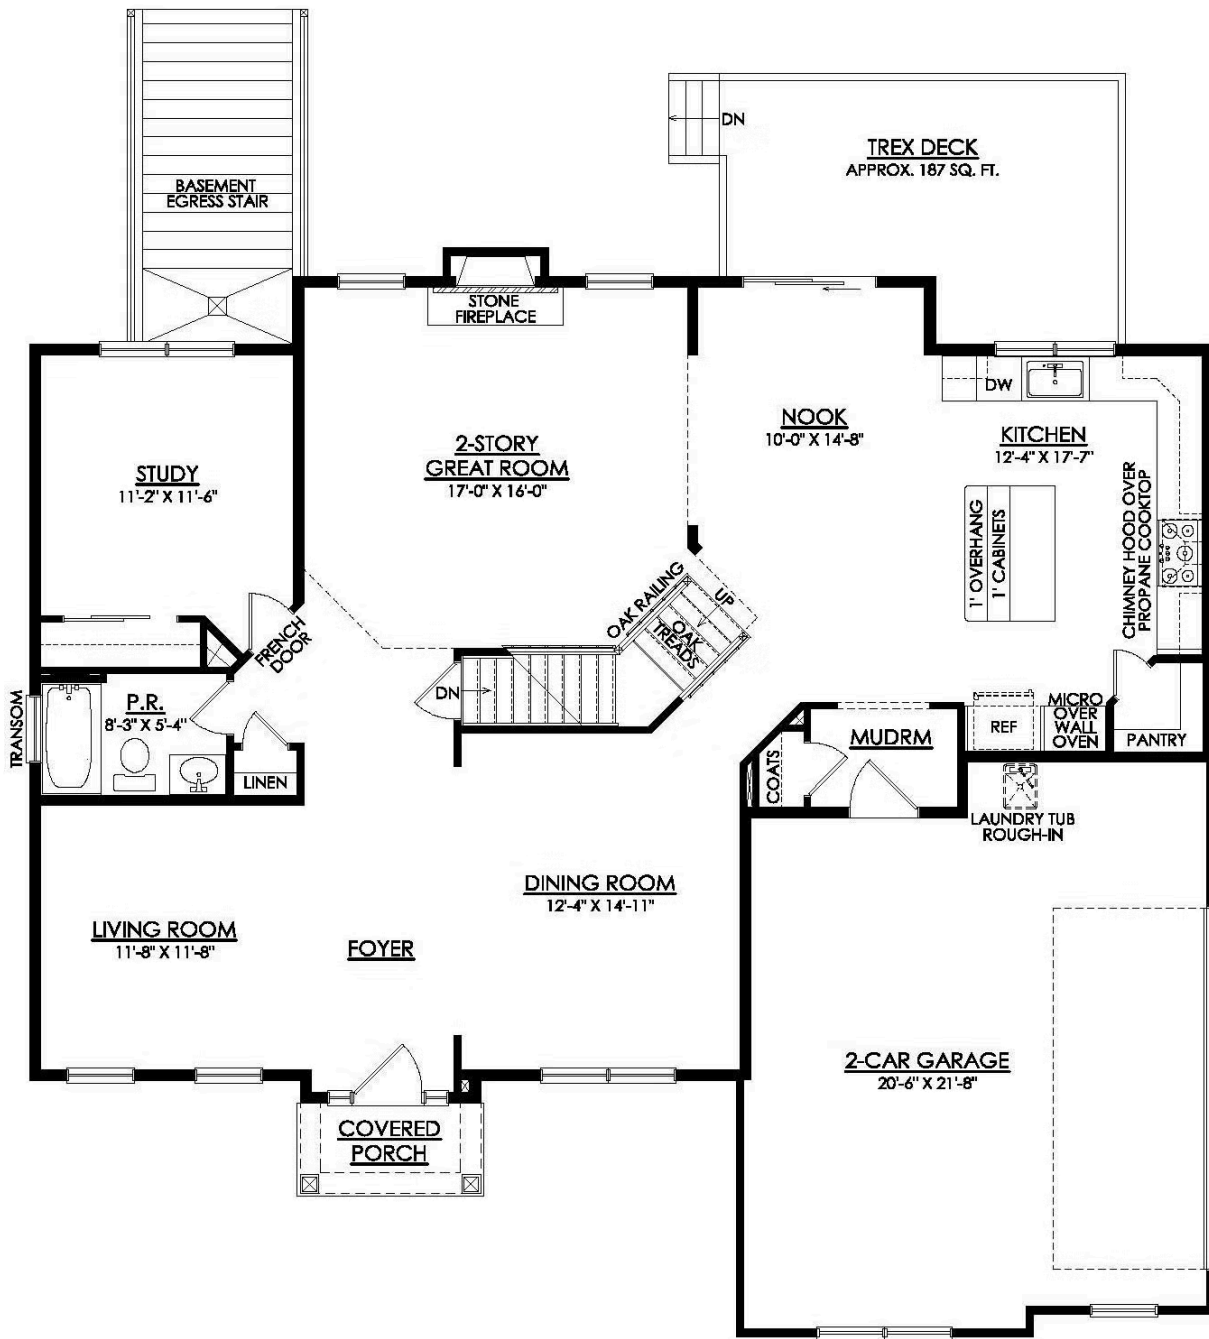 DN
TREX DECK
APPROX. 187 SQ. FT.
BASEMENT
EGRESS STAIR
STONE
FIREPLACE
DW
NOOK
10'-0" X 14'-8"
KITCHEN
12'-4" X 17'-7"
2-STORY
GREAT ROOM
17'-0" X 16'-0"
STUDY
11'-2" X 11'-6"
1' OVERHANG
1' CABINETS
CHIMNEY HOOD OVER
PROPANE COOKTOP
OAK RAILING
UP
OAK
TREADS
FRENCH
DOOR
DN
TRANSOM
P.R.
8'-3" X 5'-4"
LINEN
COATS
MUDRM
REF
MICRO
OVER
WALL
OVEN
PANTRY
LAUNDRY TUB
ROUGH-IN
DINING ROOM
12'-4" X 14'-11"
LIVING ROOM
11'-8" X 11'-8"
FOYER
2-CAR GARAGE
20'-6" X 21'-8"
COVERED
PORCH